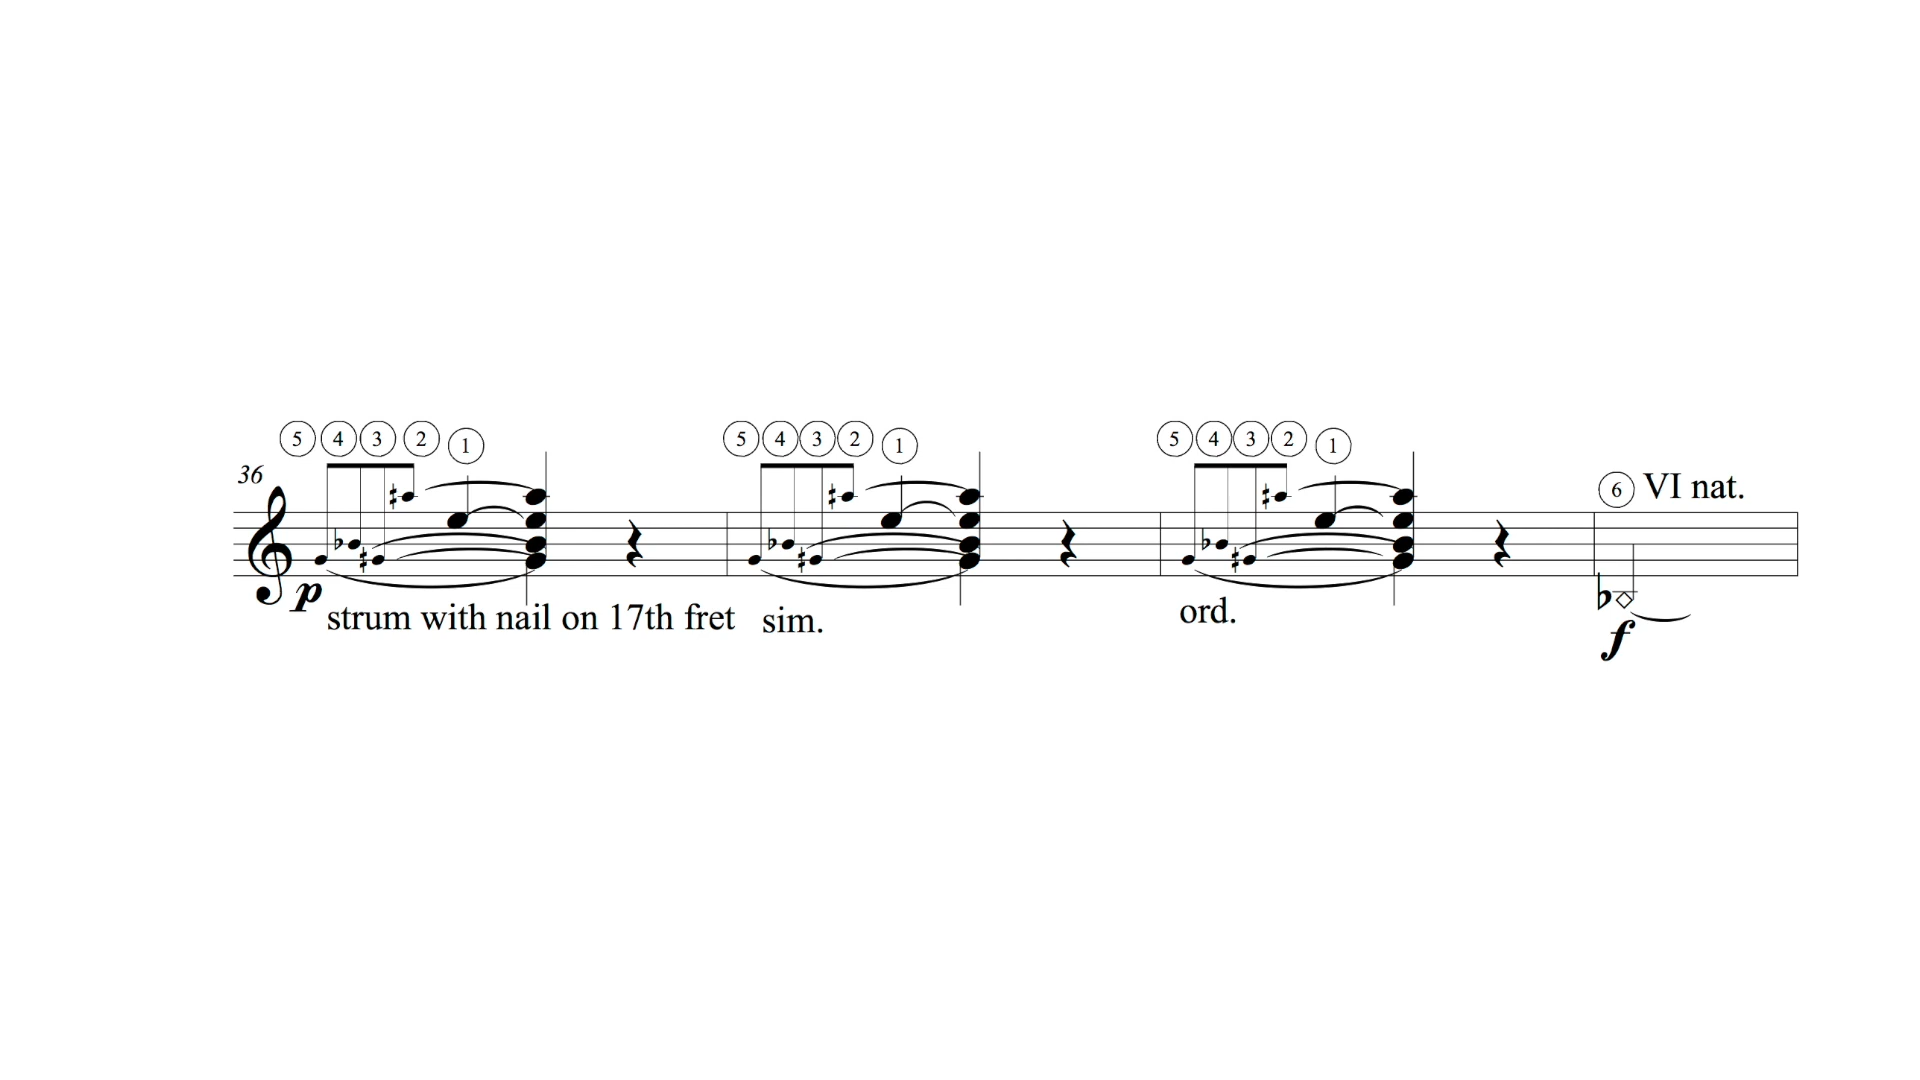 5 4 3 2 1 5 4 3 2 1 5 4 3 2 1
36
6 VI nat.
p
strum with nail on 17th fret sim. ord.
f